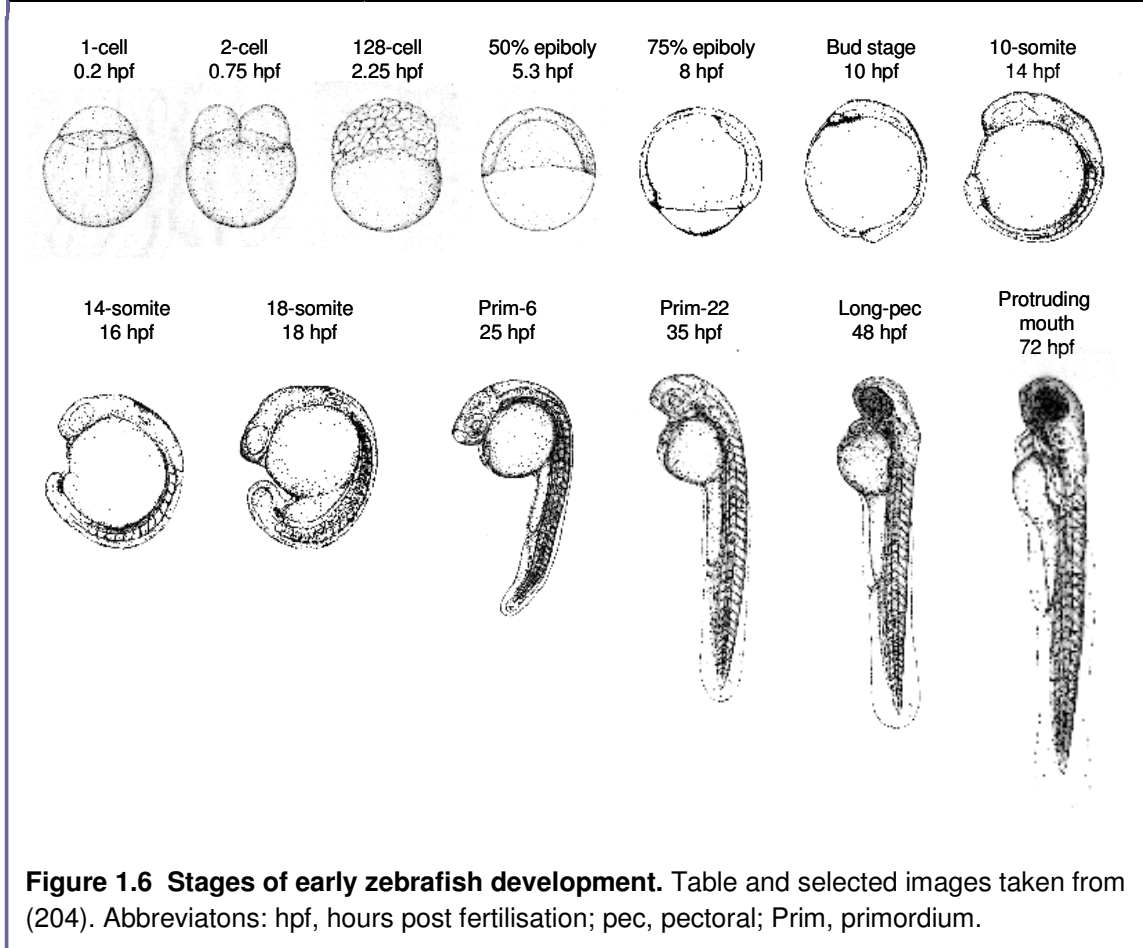 1-cell
0.2 hpf
2-cell
0.75 hpf
128-cell
2.25 hpf
50% epiboly
5.3 hpf
75% epiboly
8 hpf
Bud stage
10 hpf
10-somite
14 hpf
14-somite
16 hpf
18-somite
18 hpf
Prim-6
25 hpf
Prim-22
35 hpf
Long-pec
48 hpf
Protruding
mouth
72 hpf
Figure 1.6 Stages of early zebrafish development. Table and selected images taken from
(204). Abbreviatons: hpf, hours post fertilisation; pec, pectoral; Prim, primordium.